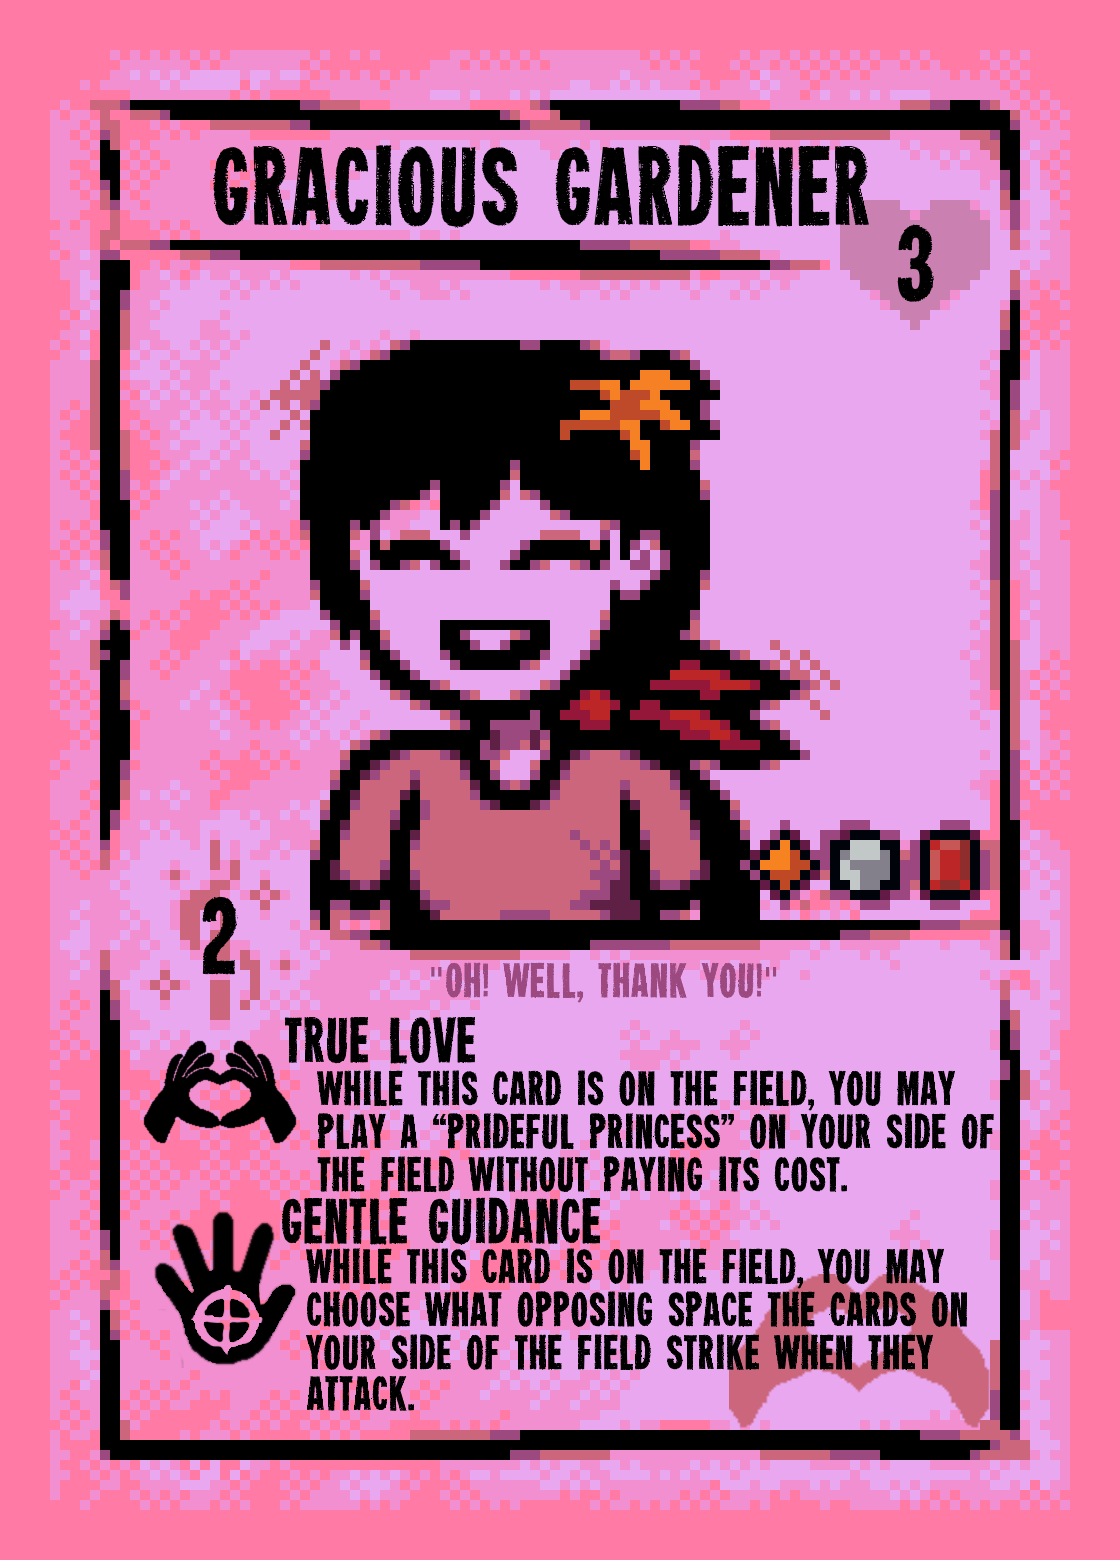 GRACIOUS GARDENER
3
2
"OH! WELL, THANK YOU!"
TRUE LOVE
WHILE THIS CARD IS ON THE FIELD, YOU MAY
PLAY A “PRIDEFUL PRINCESS” ON YOUR SIDE OF
THE FIELD WITHOUT PAYING ITS COST.
GENTLE GUIDANCE
WHILE THIS CARD IS ON THE FIELD, YOU MAY
CHOOSE WHAT OPPOSING SPACE THE CARDS ON
YOUR SIDE OF THE FIELD STRIKE WHEN THEY
ATTACK.